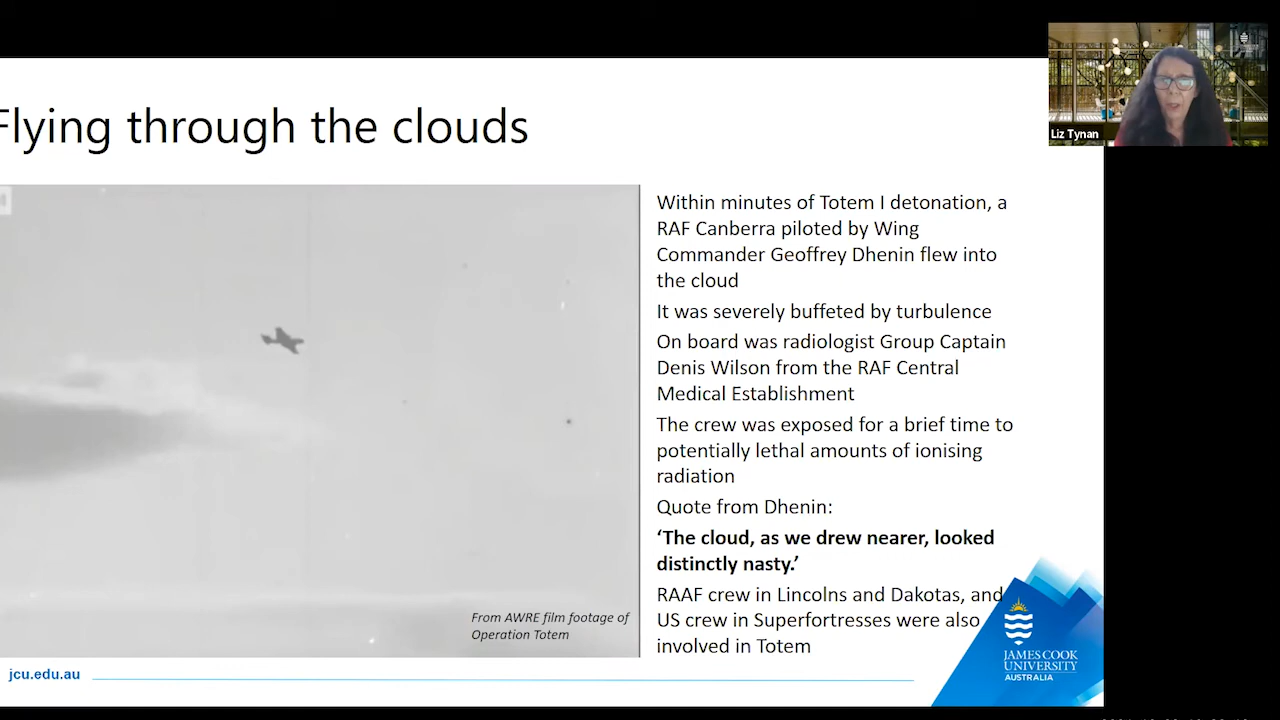 Flying through the clouds
Liz Tynan
Within minutes of Totem I detonation, a
RAF Canberra piloted by Wing
Commander Geoffrey Dhenin flew into
the cloud
It was severely buffeted by turbulence
On board was radiologist Group Captain
Denis Wilson from the RAF Central
Medical Establishment
The crew was exposed for a brief time to
potentially lethal amounts of ionising
radiation
Quote from Dhenin:
‘The cloud, as we drew nearer, looked
distinctly nasty.’
RAAF crew in Lincolns and Dakotas, and
US crew in Superfortresses were also
involved in Totem
From AWRE film footage of
Operation Totem
jcu.edu.au
JAMES COOK
UNIVERSITY
AUSTRALIA